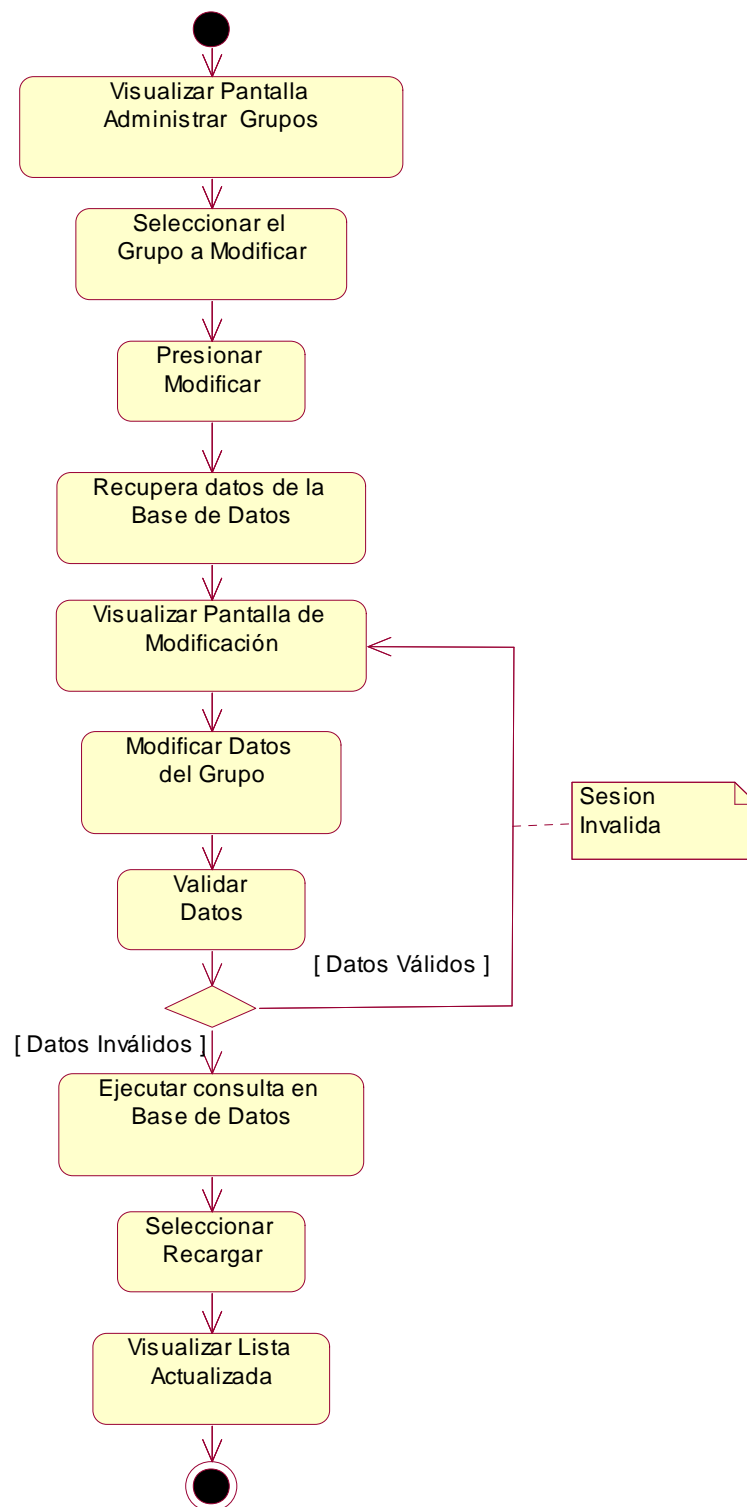 Visualizar Pantalla
Administrar Grupos
Seleccionar el
Grupo a Modificar
Presionar
Modificar
Recupera datos de la
Base de Datos
Visualizar Pantalla de
Modificación
Modificar Datos
del Grupo
Sesion
Invalida
Validar
Datos
[ Datos Válidos ]
[ Datos Inválidos ]
Ejecutar consulta en
Base de Datos
Seleccionar
Recargar
Visualizar Lista
Actualizada